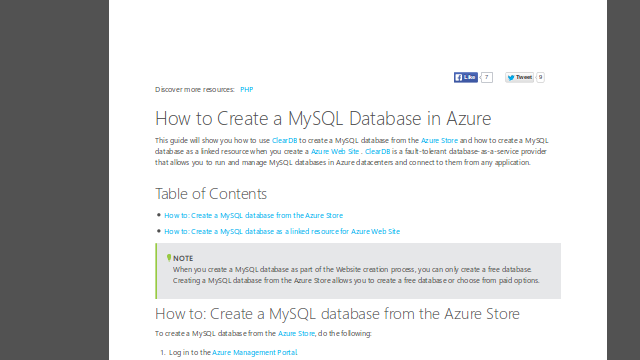 Like 7 Tweet 9
Discover more resources: PHP
How to Create a MySQL Database in Azure
This guide will show you how to use ClearDB to create a MySQL database from the Azure Store and how to create a MySQL
database as a linked resource when you create a Azure Web Site . ClearDB is a fault-tolerant database-as-a-service provider
that allows you to run and manage MySQL databases in Azure datacenters and connect to them from any application.
Table of Contents
• How to: Create a MySQL database from the Azure Store
• How to: Create a MySQL database as a linked resource for Azure Web Site
NOTE
When you create a MySQL database as part of the Website creation process, you can only create a free database.
Creating a MySQL database from the Azure Store allows you to create a free database or choose from paid options.
How to: Create a MySQL database from the Azure Store
To create a MySQL database from the Azure Store, do the following:
1. Log in to the Azure Management Portal.